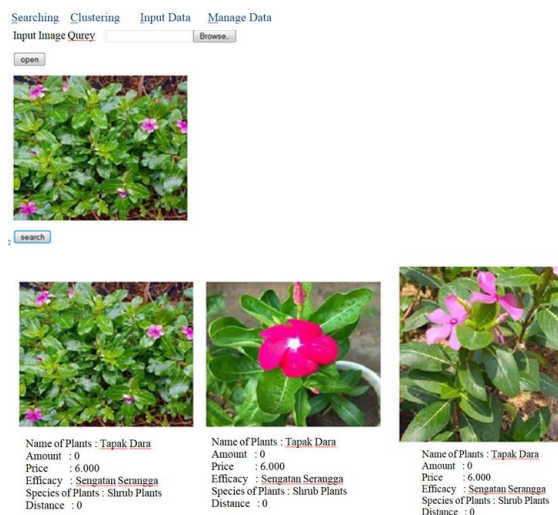 Searching Clustering Input Data Manage Data
Input Image Qurey Browse..
open
search
Name of Plants : Tapak Dara
Amount : 0
Price : 6.000
Efficacy : Sengatan Serangga
Species of Plants : Shrub Plants
Distance : 0
Name of Plants : Tapak Dara
Amount : 0
Price : 6.000
Efficacy : Sengatan Serangga
Species of Plants : Shrub Plants
Distance : 0
Name of Plants : Tapak Dara
Amount : 0
Price : 6.000
Efficacy : Sengatan Serangga
Species of Plants : Shrub Plants
Distance : 0